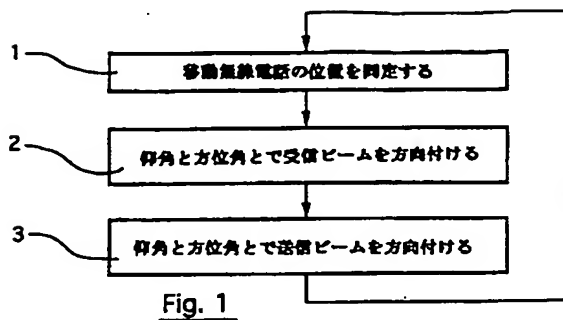 1
移動無線電話の位置を同定する
2
仰角と方位角とで受信ビームを方向付ける
3
仰角と方位角とで送信ビームを方向付ける
Fig. 1